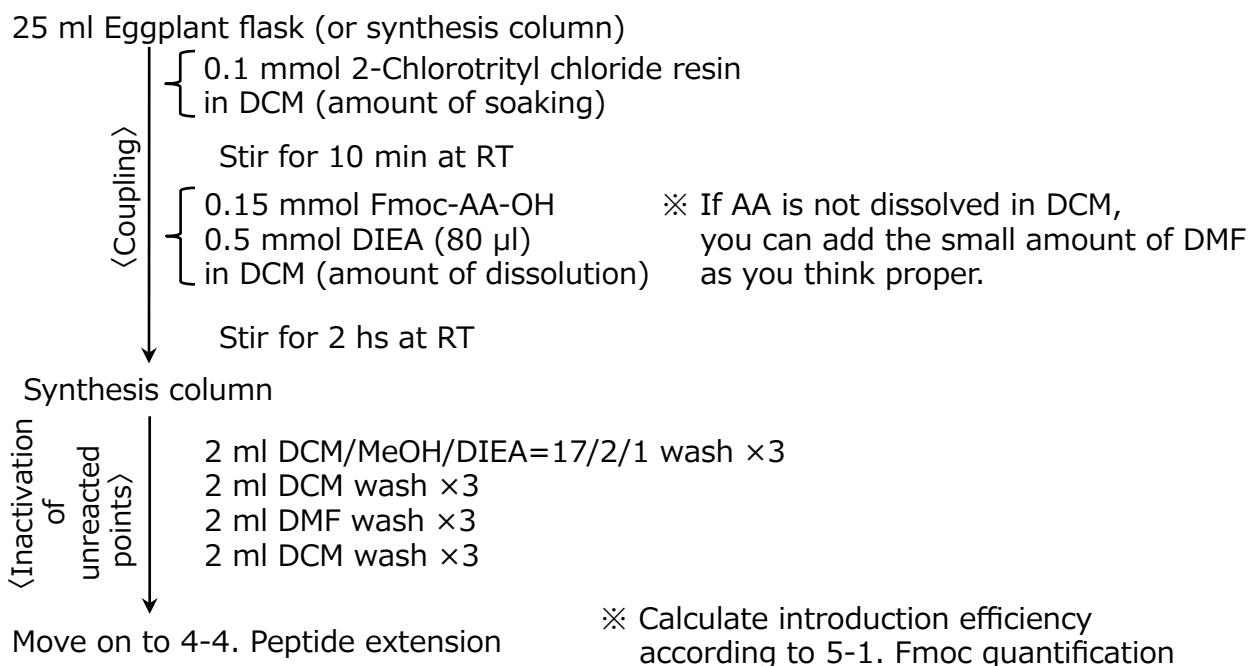 25 ml Eggplant flask (or synthesis column)
0.1 mmol 2-Chlorotrityl chloride resin
in DCM (amount of soaking)
〈Coupling〉
Stir for 10 min at RT
0.15 mmol Fmoc-AA-OH
0.5 mmol DIEA (80 μl)
in DCM (amount of dissolution)
※ If AA is not dissolved in DCM,
you can add the small amount of DMF
as you think proper.
Stir for 2 hs at RT
Synthesis column
〈Inactivation
of
unreacted
points〉
2 ml DCM/MeOH/DIEA=17/2/1 wash ×3
2 ml DCM wash ×3
2 ml DMF wash ×3
2 ml DCM wash ×3
Move on to 4-4. Peptide extension
※ Calculate introduction efficiency
according to 5-1. Fmoc quantification